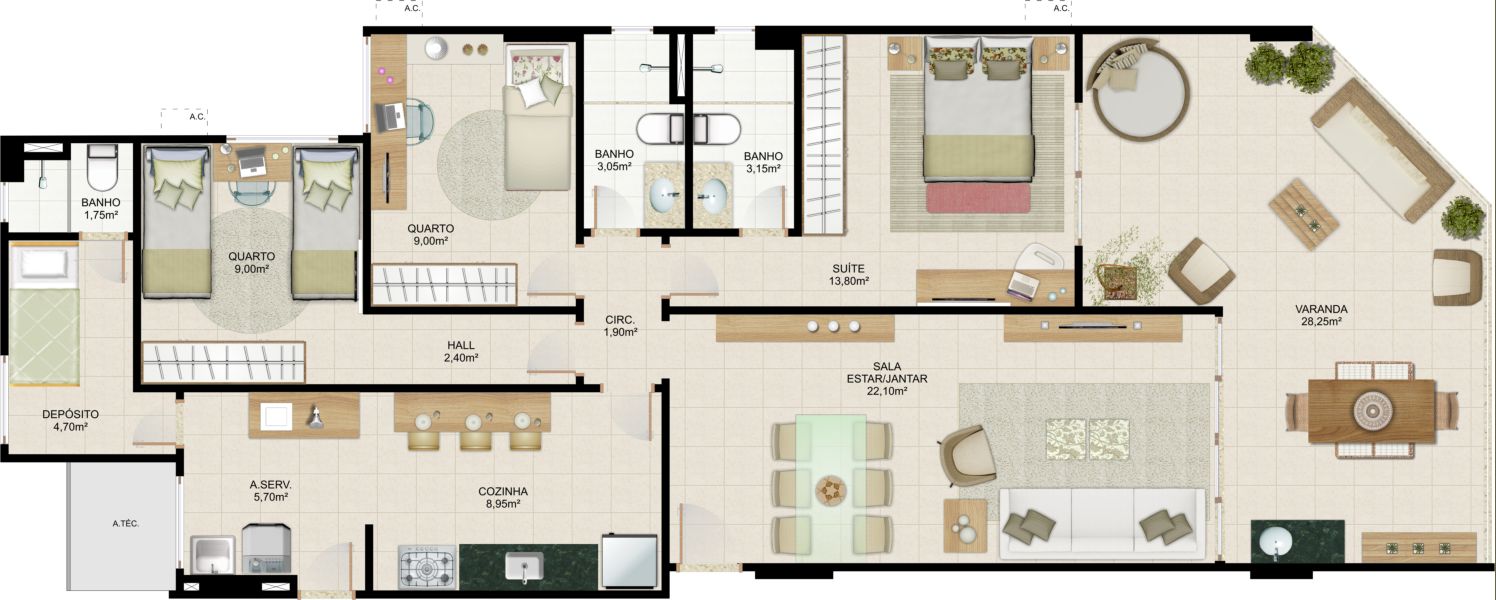 A.C.
A.C.
A.C.
BANHO
3,05m²
BANHO
3,15m²
BANHO
1,75m²
QUARTO
9,00m²
QUARTO
9,00m²
SUÍTE
13,80m²
VARANDA
28,25m²
CIRC.
1,90m²
HALL
2,40m²
SALA
ESTAR/JANTAR
22,10m²
DEPÓSITO
4,70m²
A.SERV.
5,70m²
COZINHA
8,95m²
A.TÉC.